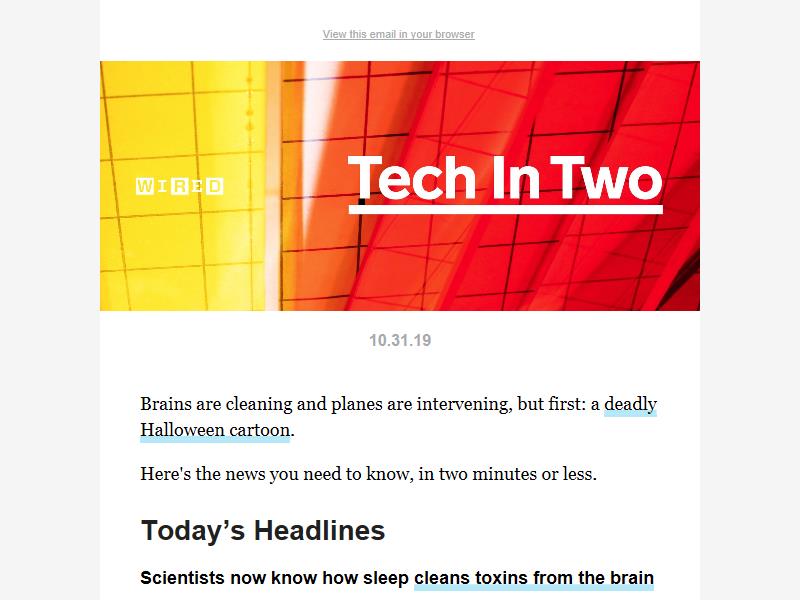 View this email in your browser
WIRED
Tech In Two
10.31.19
Brains are cleaning and planes are intervening, but first: a deadly
Halloween cartoon.
Here's the news you need to know, in two minutes or less.
Today’s Headlines
Scientists now know how sleep cleans toxins from the brain